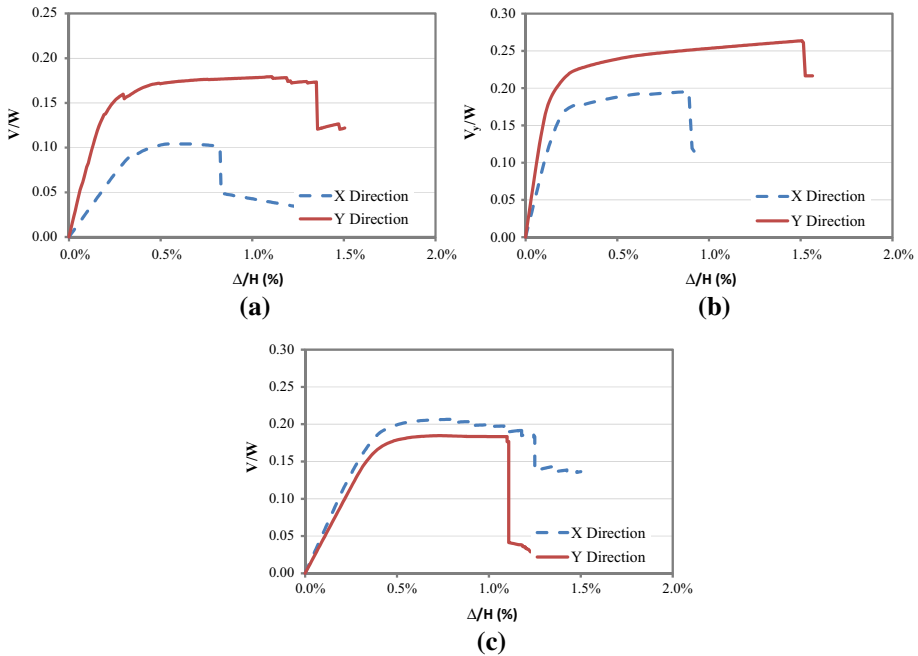 0.25
0.20
0.15
0.10
0.05
0.00
V/W
X Direction
Y Direction
0.0% 0.5% 1.0% 1.5% 2.0%
Δ/H (%)
(a)
0.30
0.25
0.20
0.15
0.10
0.05
0.00
Vy/W
X Direction
Y Direction
0.0% 0.5% 1.0% 1.5% 2.0%
Δ/H (%)
(b)
0.30
0.25
0.20
0.15
0.10
0.05
0.00
V/W
X Direction
Y Direction
0.0% 0.5% 1.0% 1.5% 2.0%
Δ/H (%)
(c)